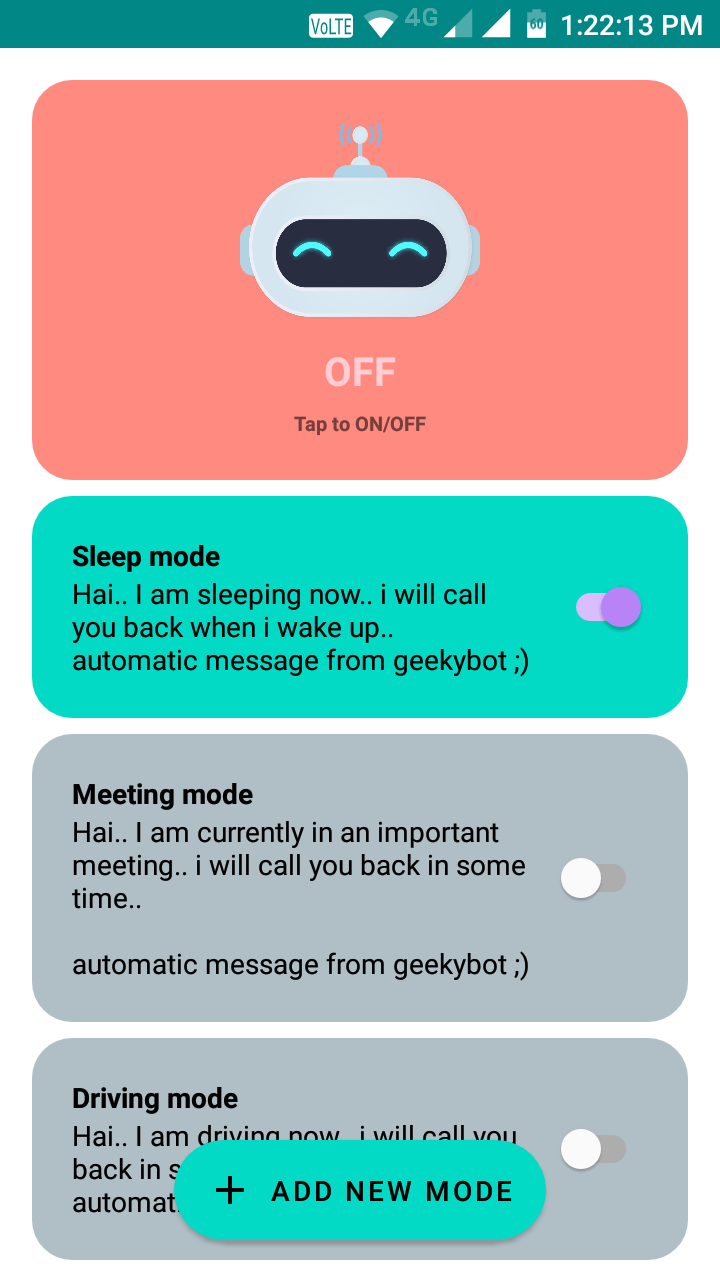 VoLTE 4G 60 1:22:13 PM
OFF
Tap to ON/OFF
Sleep mode
Hai.. I am sleeping now.. i will call
you back when i wake up..
automatic message from geekybot ;)
Meeting mode
Hai.. I am currently in an important
meeting.. i will call you back in some
time..
automatic message from geekybot ;)
Driving mode
Hai.. I am driving now.. i will call you
back in
ADD NEW MODE